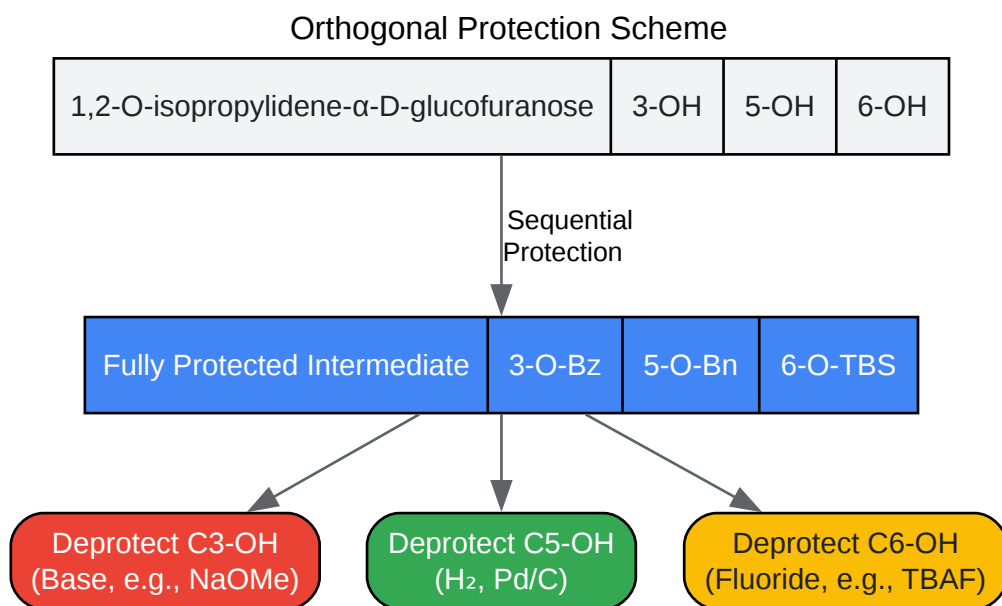 Orthogonal Protection Scheme
1,2-O-isopropylidene-α-D-glucofuranose 3-OH 5-OH 6-OH
Sequential
Protection
Fully Protected Intermediate 3-O-Bz 5-O-Bn 6-O-TBS
Deprotect C3-OH
(Base, e.g., NaOMe)
Deprotect C5-OH
(H₂, Pd/C)
Deprotect C6-OH
(Fluoride, e.g., TBAF)